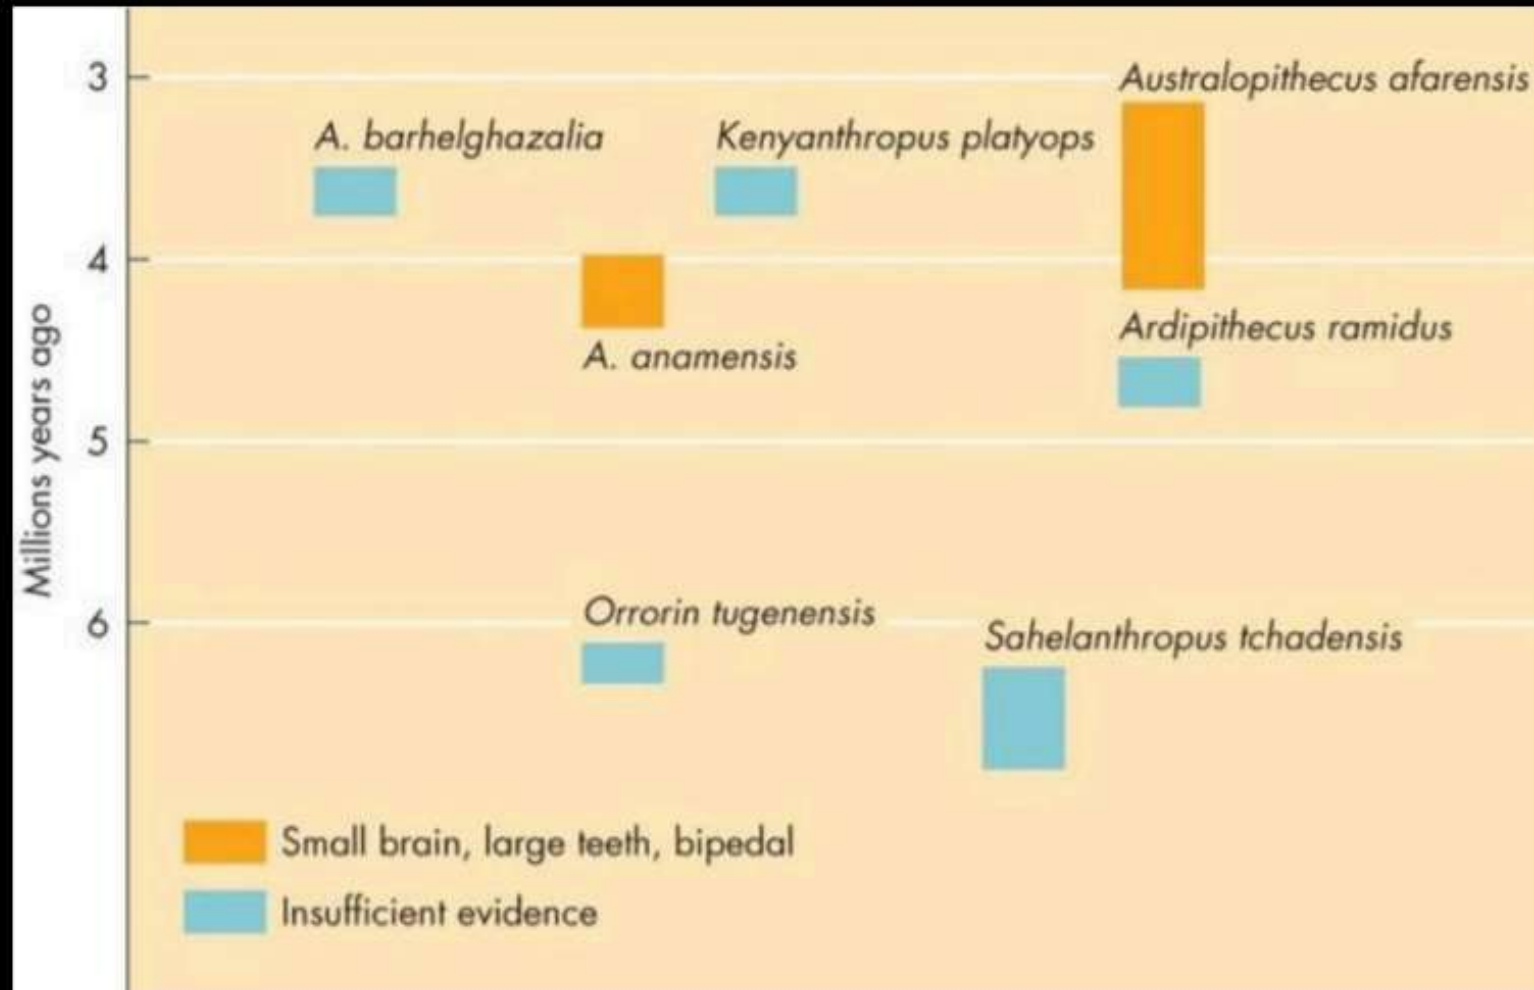 3
Australopithecus afarensis
A. barhelghazalia
Kenyanthropus platyops
4
Ardipithecus ramidus
A. anamensis
5
Millions years ago
Orrorin tugenensis
6
Sahelanthropus tchadensis
Small brain, large teeth, bipedal
Insufficient evidence